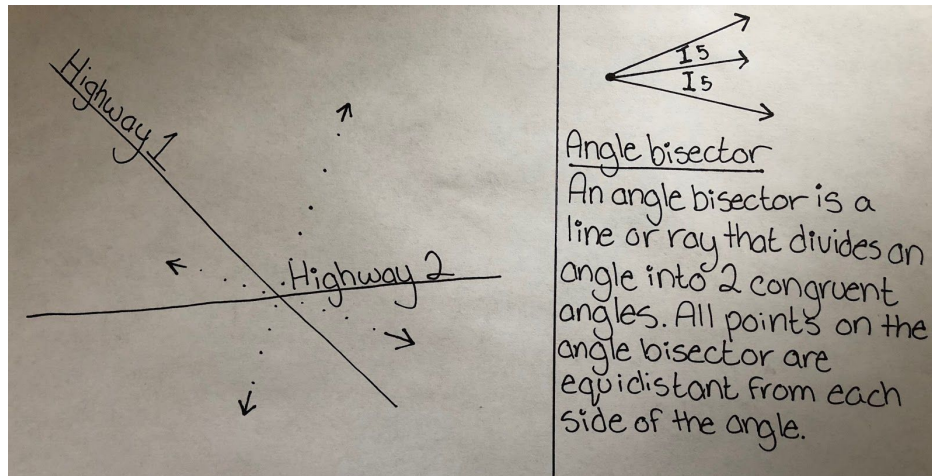 Highway 1
Highway 2
15
15
Angle bisector
An angle bisector is a
line or ray that divides an
angle into 2 congruent
angles. All points on the
angle bisector are
equidistant from each
side of the angle.